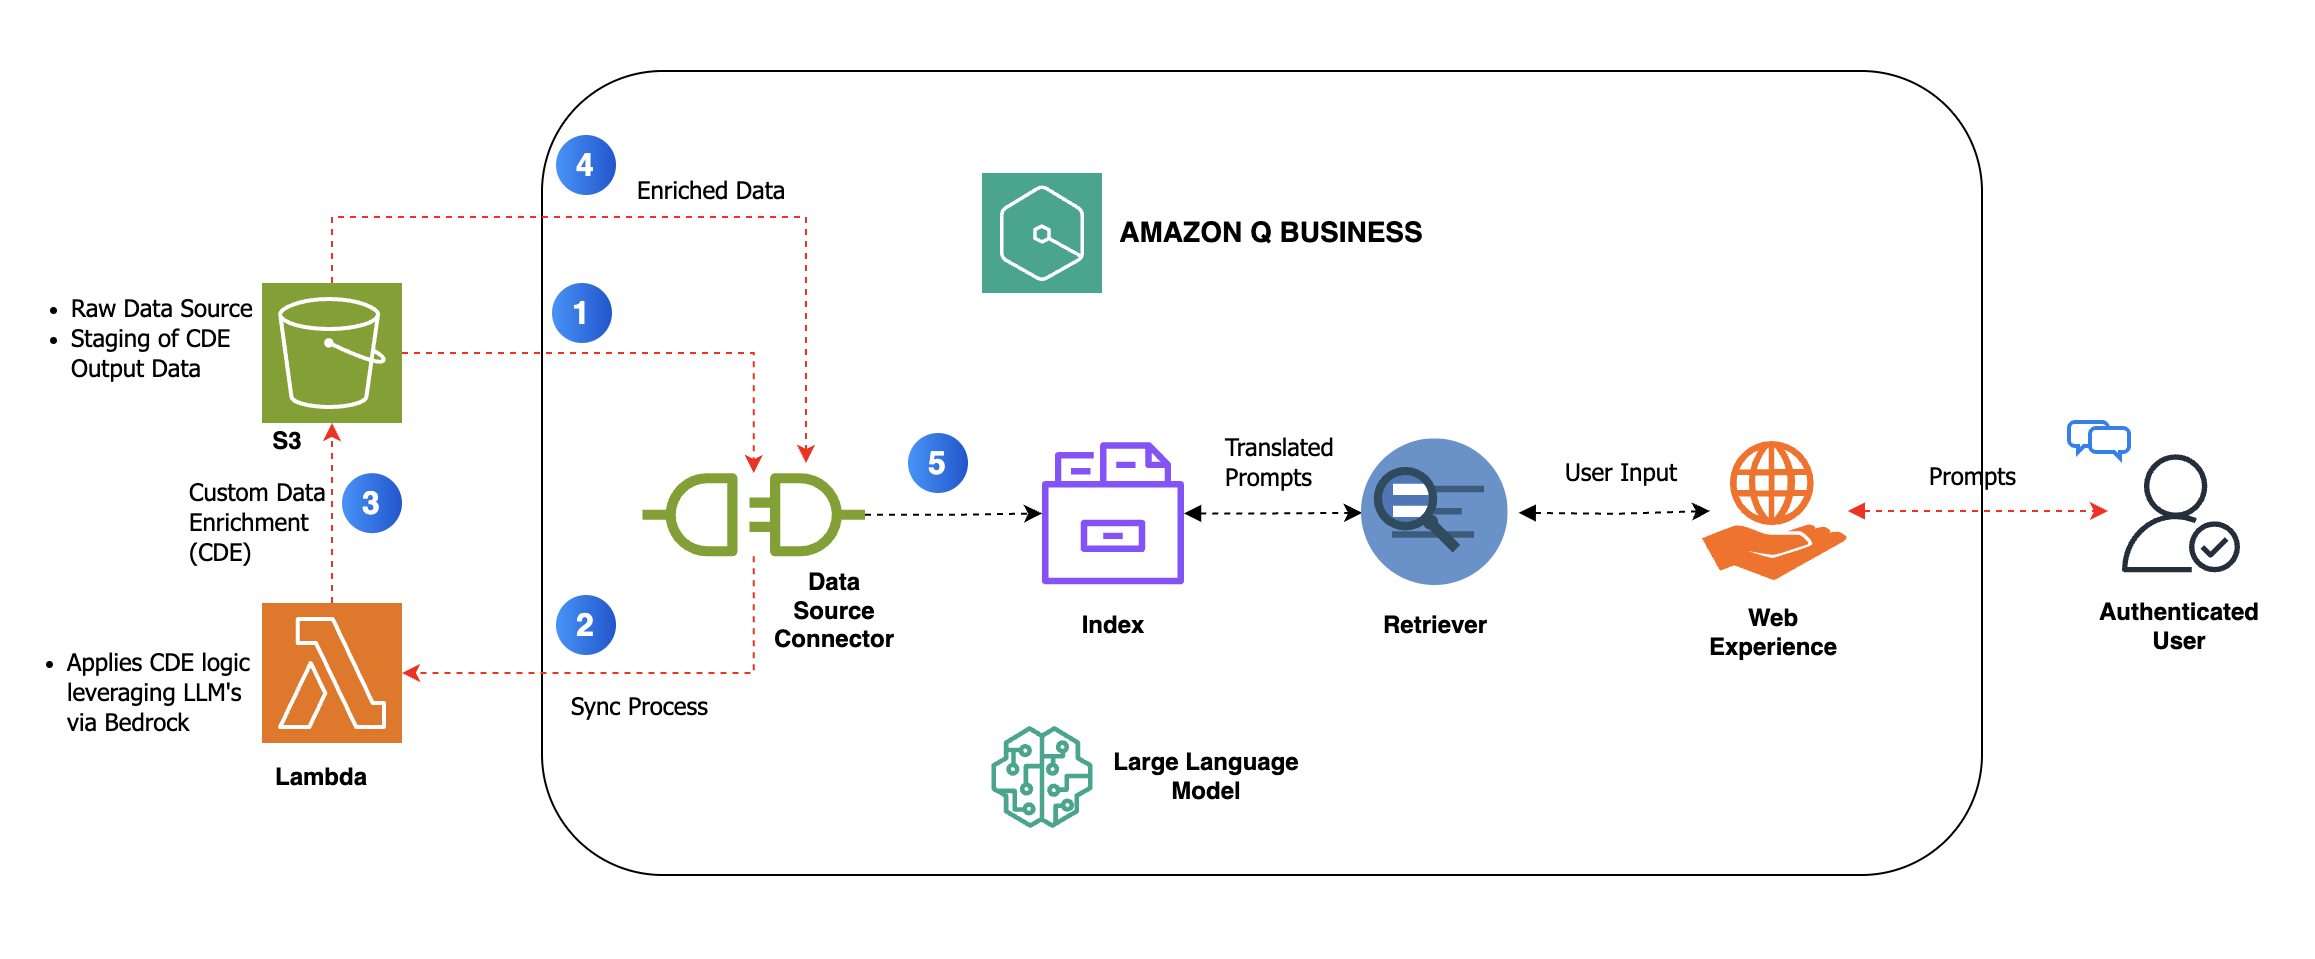 4
Enriched Data
AMAZON Q BUSINESS
• Raw Data Source
• Staging of CDE
Output Data
1
S3
Custom Data
Enrichment
(CDE)
3
5
Translated
Prompts
User Input
Prompts
Data
Source
Connector
Index
Retriever
Web
Experience
Authenticated
User
2
• Applies CDE logic
leveraging LLM's
via Bedrock
Sync Process
Lambda
Large Language
Model